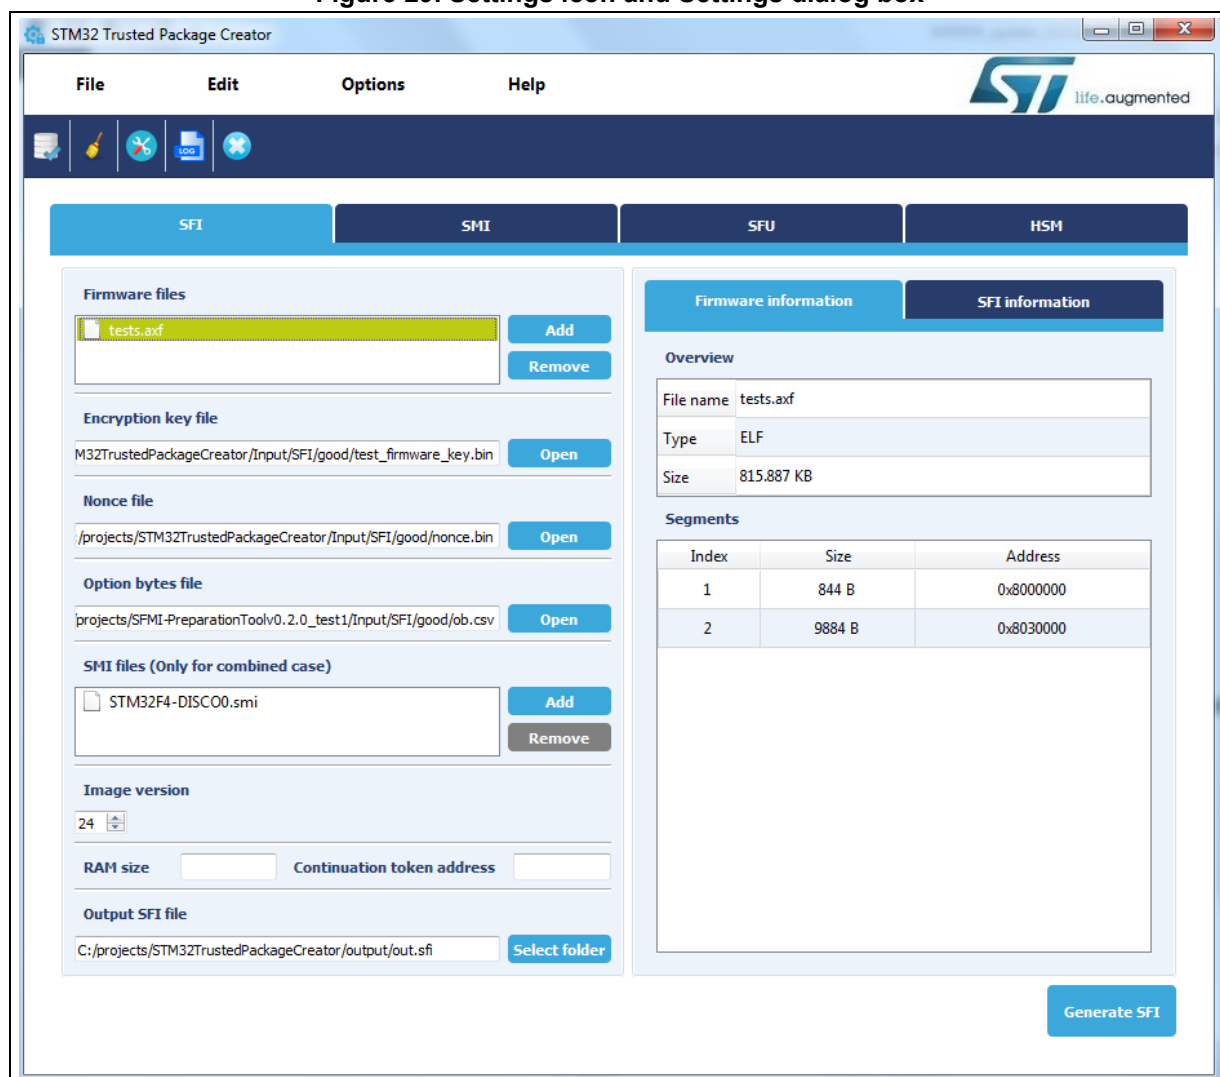 STM32 Trusted Package Creator
File Edit Options Help
life.augmented
LOG
SFI SMI SFU HSM
Firmware files
tests.axf
Add
Remove
Encryption key file
M32TrustedPackageCreator/Input/SFI/good/test_firmware_key.bin Open
Nonce file
:/projects/STM32TrustedPackageCreator/Input/SFI/good/nonce.bin Open
Option bytes file
projects/SFMI-PreparationToolv0.2.0_test1/Input/SFI/good/ob.csv Open
SMI files (Only for combined case)
STM32F4-DISCO0.smi
Add
Remove
Image version
24
RAM size Continuation token address
Output SFI file
C:/projects/STM32TrustedPackageCreator/output/out.sfi Select folder
Firmware information SFI information
Overview
File name tests.axf
Type ELF
Size 815.887 KB
Segments
Index Size Address
1 844 B 0x8000000
2 9884 B 0x8030000
Generate SFI